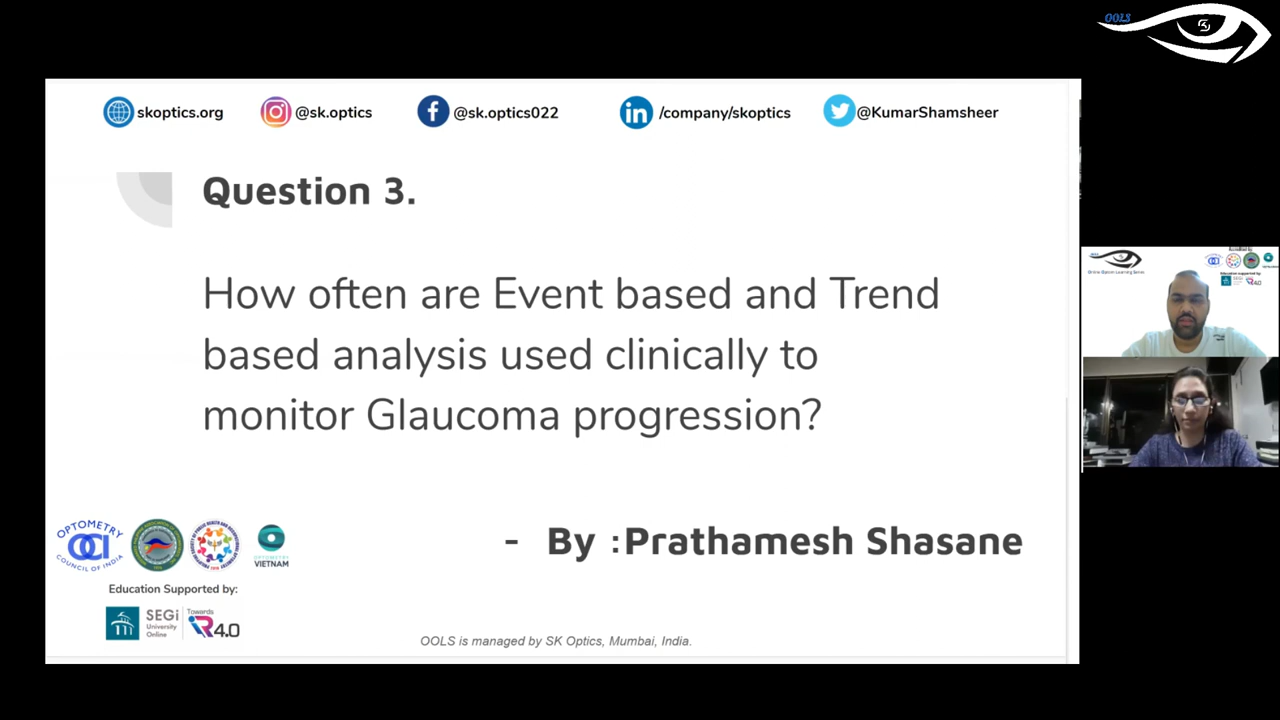 OOLS
skoptics.org
@sk.optics
@sk.optics022
/company/skoptics
@KumarShamsheer
Question 3.
How often are Event based and Trend
based analysis used clinically to
monitor Glaucoma progression?
- By :Prathamesh Shasane
OPTOMETRY
COUNCIL OF INDIA
OPTOMETRY
VIETNAM
Education Supported by:
SEGi
University
Online
Towards
iR4.0
OOLS is managed by SK Optics, Mumbai, India.